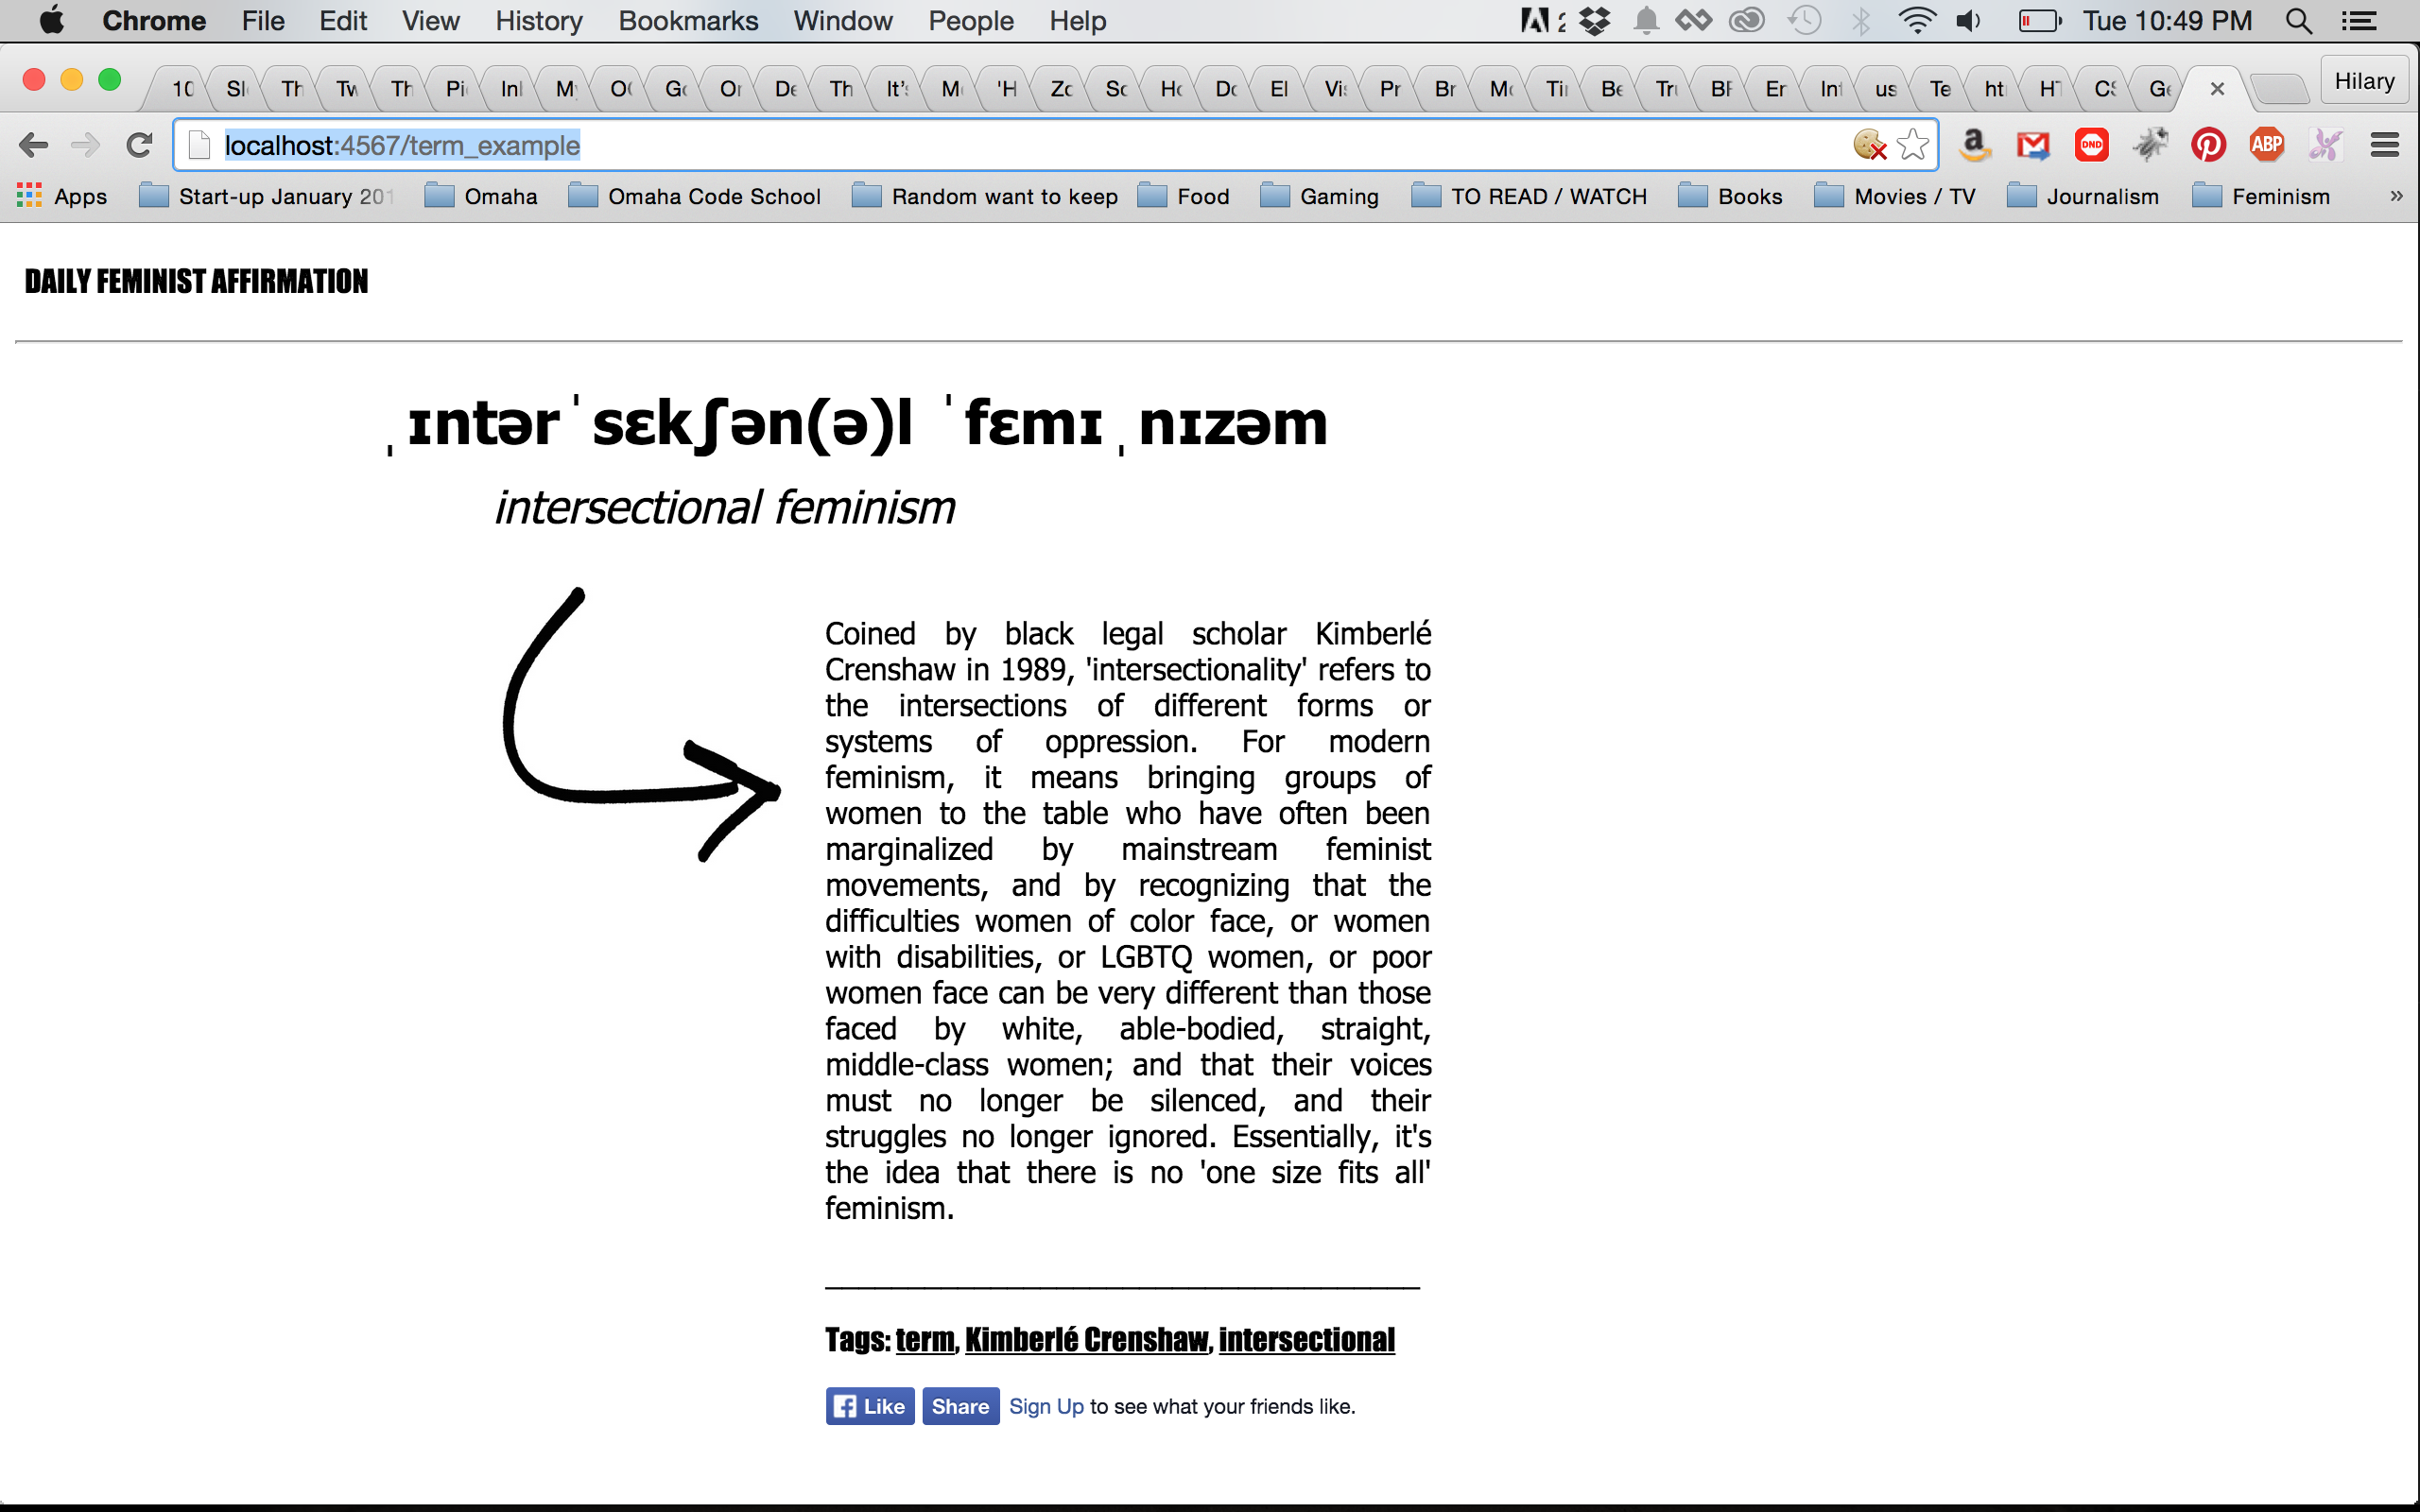 Chrome File Edit View History Bookmarks Window People Help Tue 10:49 PM
10 Sl Th Tw Th Pi In M O G Or De Th It's M 'H Zo Sc Ho Do El Vi Pr Br Mo Ti Be Tru BF Er In us Te ht HT CS Ge Hilary
localhost:4567/term_example a DND ABP
Apps Start-up January 201 Omaha Omaha Code School Random want to keep Food Gaming TO READ / WATCH Books Movies / TV Journalism Feminism »
DAILY FEMINIST AFFIRMATION
ˌɪntərˈsɛkʃən(ə)l ˈfɛmɪˌnɪzəm
intersectional feminism
Coined by black legal scholar Kimberlé
Crenshaw in 1989, 'intersectionality' refers to
the intersections of different forms or
systems of oppression. For modern
feminism, it means bringing groups of
women to the table who have often been
marginalized by mainstream feminist
movements, and by recognizing that the
difficulties women of color face, or women
with disabilities, or LGBTQ women, or poor
women face can be very different than those
faced by white, able-bodied, straight,
middle-class women; and that their voices
must no longer be silenced, and their
struggles no longer ignored. Essentially, it's
the idea that there is no 'one size fits all'
feminism.
Tags: term, Kimberlé Crenshaw, intersectional
Like Share Sign Up to see what your friends like.